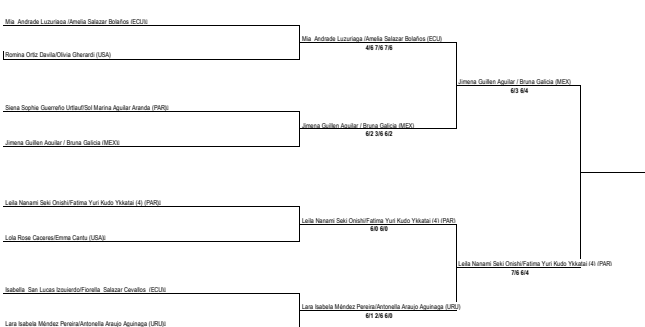 Mia Andrade Luzuriaga /Amelia Salazar Bolaños (ECU)i
Mia Andrade Luzuriaga /Amelia Salazar Bolaños (ECU)
4/6 7/6 7/6
Romina Ortiz Davila/Olivia Gherardi (USA)
Jimena Guillen Aguilar / Bruna Galicia (MEX)
6/3 6/4
Siena Sophie Guerreño Urtlauf/Sol Marina Aguilar Aranda (PAR)i
Jimena Guillen Aguilar / Bruna Galicia (MEX)
6/2 3/6 6/2
Jimena Guillen Aguilar / Bruna Galicia (MEX)i
Leila Nanami Seki Onishi/Fatima Yuri Kudo Ykkatai (4) (PAR)i
Leila Nanami Seki Onishi/Fatima Yuri Kudo Ykkatai (4) (PAR)
6/0 6/0
Lola Rose Caceres/Emma Cantu (USA)i
Leila Nanami Seki Onishi/Fatima Yuri Kudo Ykkatai (4) (PAR)
7/6 6/4
Isabella San Lucas Izquierdo/Fiorella Salazar Cevallos (ECU)i
Lara Isabela Méndez Pereira/Antonella Araujo Aguinaga (URU)
6/1 2/6 6/0
Lara Isabela Méndez Pereira/Antonella Araujo Aguinaga (URU)i